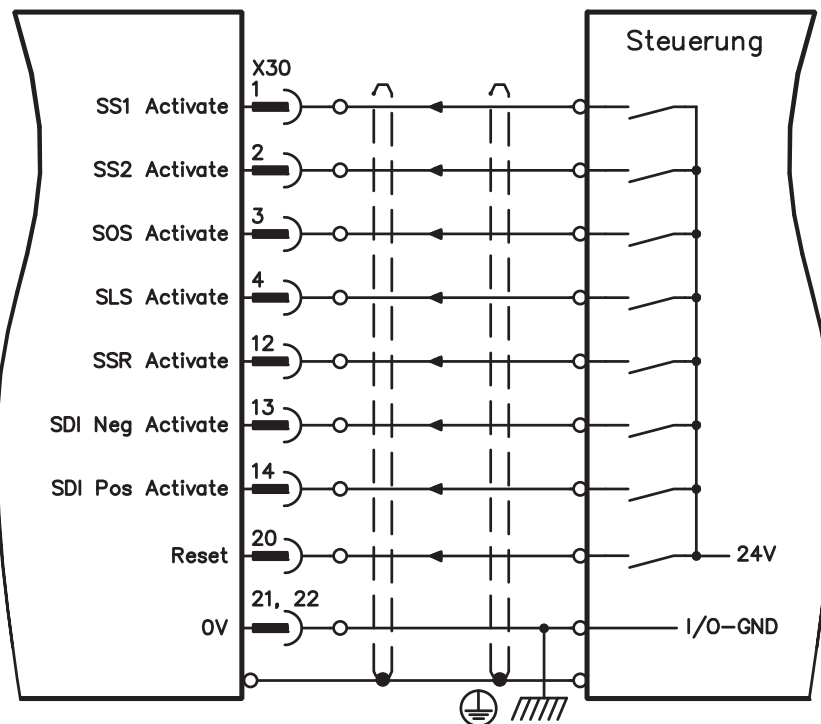 Steuerung
X30
SS1 Activate 1
SS2 Activate 2
SOS Activate 3
SLS Activate 4
SSR Activate 12
SDI Neg Activate 13
SDI Pos Activate 14
Reset 20 24V
0V 21, 22 I/O-GND